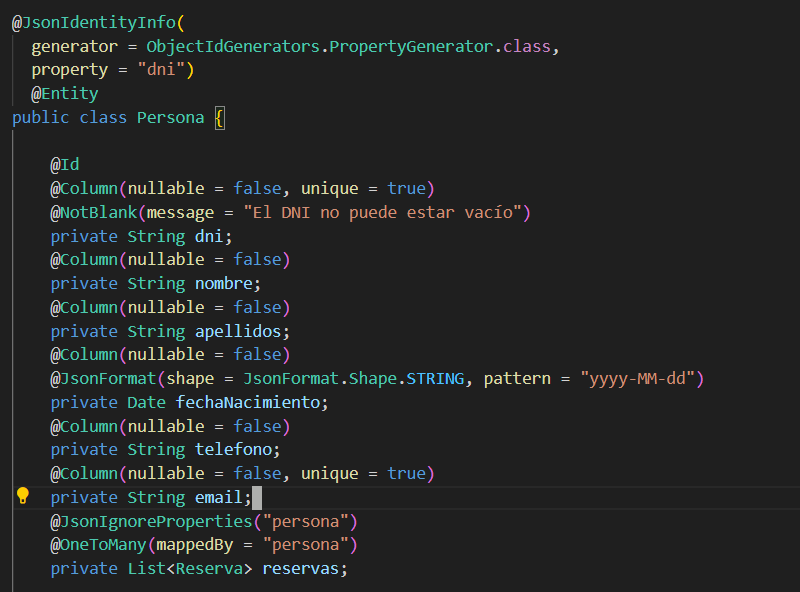 @JsonIdentityInfo(
generator = ObjectIdGenerators.PropertyGenerator.class,
property = "dni")
@Entity
public class Persona {
@Id
@Column(nullable = false, unique = true)
@NotBlank(message = "El DNI no puede estar vacío")
private String dni;
@Column(nullable = false)
private String nombre;
@Column(nullable = false)
private String apellidos;
@Column(nullable = false)
@JsonFormat(shape = JsonFormat.Shape.STRING, pattern = "yyyy-MM-dd")
private Date fechaNacimiento;
@Column(nullable = false)
private String telefono;
@Column(nullable = false, unique = true)
private String email;
@JsonIgnoreProperties("persona")
@OneToMany(mappedBy = "persona")
private List<Reserva> reservas;